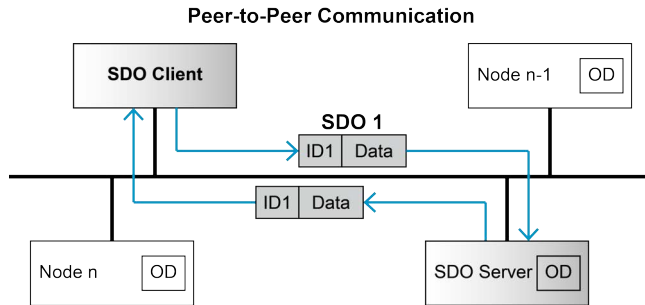 Peer-to-Peer Communication
SDO Client
Node n-1 OD
SDO 1
ID1 Data
ID1 Data
Node n OD
SDO Server OD